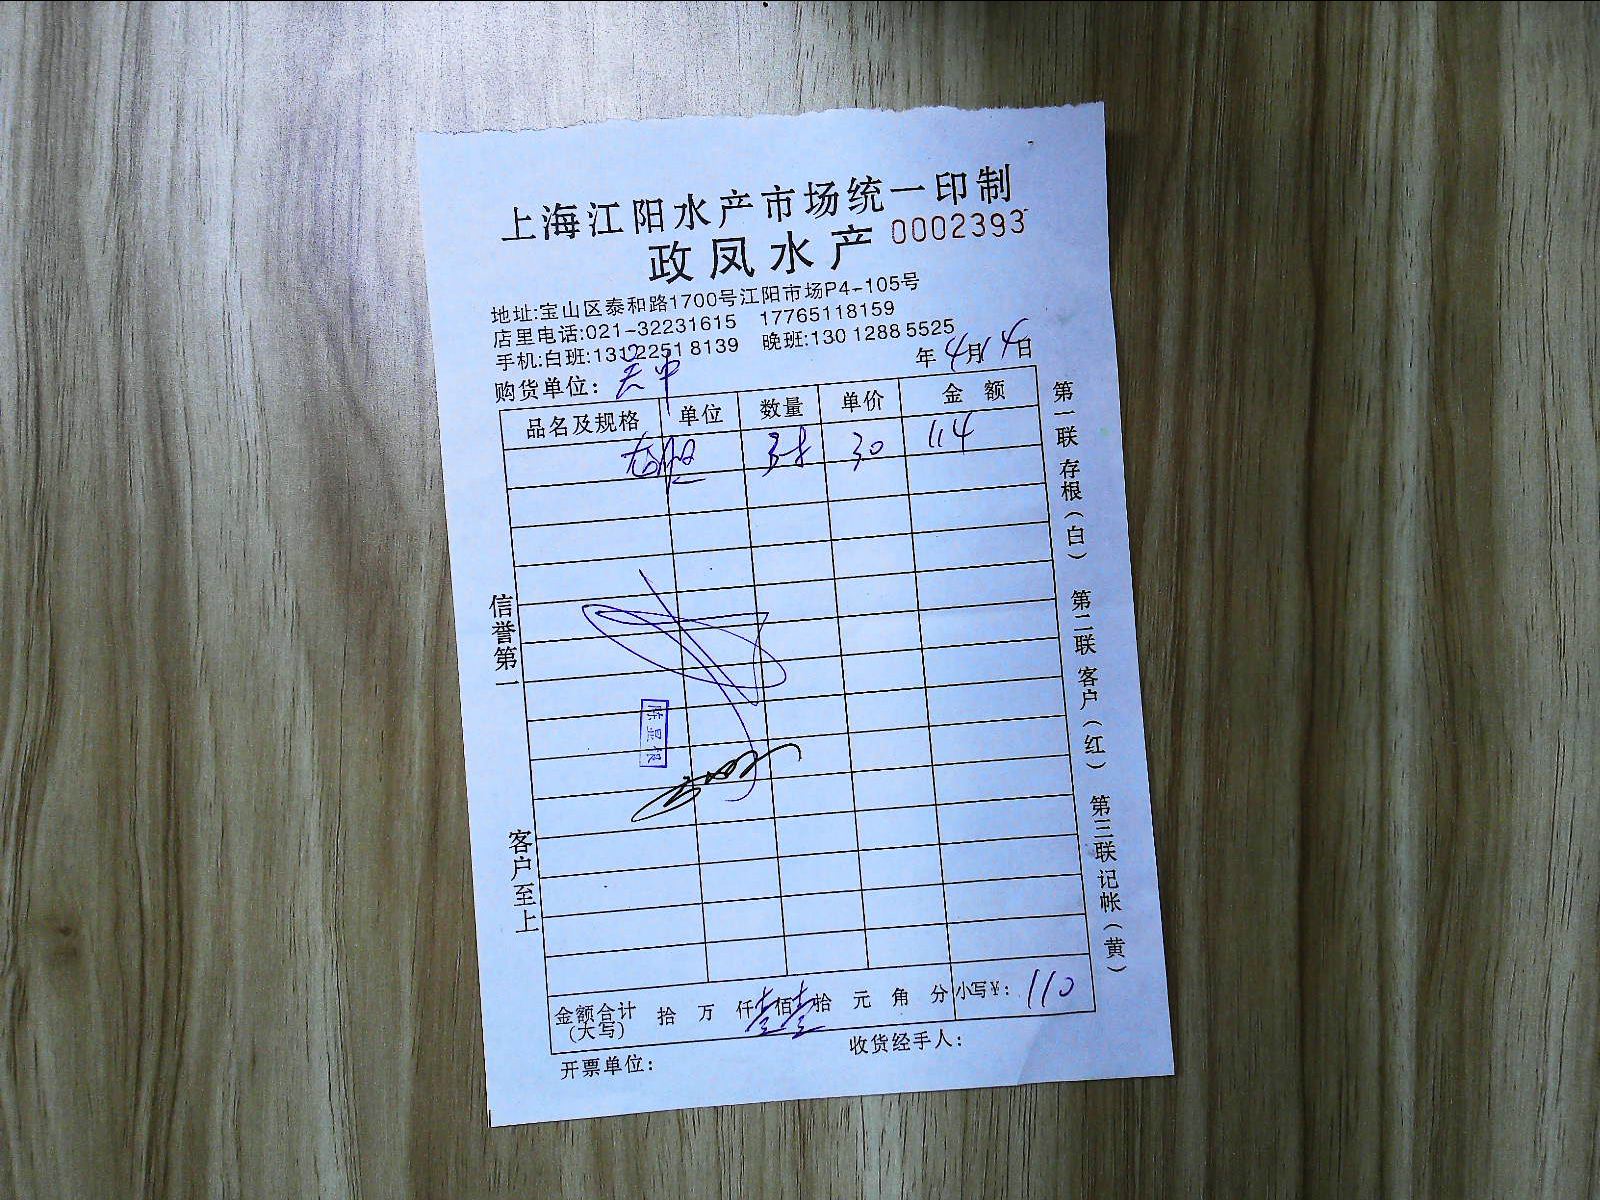 上海江阳水产市场统一印制
政凤水产 0002393
地址:宝山区泰和路1700号江阳市场P4-105号
店里电话:021-32231615 17765118159
手机:白班:13122518139 晚班:13012885525
年4月14日
购货单位:
品名及规格 单位 数量 单价 金额
30 114
信誉第一
客户至上
第一联存根(白)
第二联客户(红)
第三联记帐(黄)
金额合计(大写) 拾 万 仟壹佰壹拾 元 角 分 小写¥: 110
开票单位: 收货经手人: